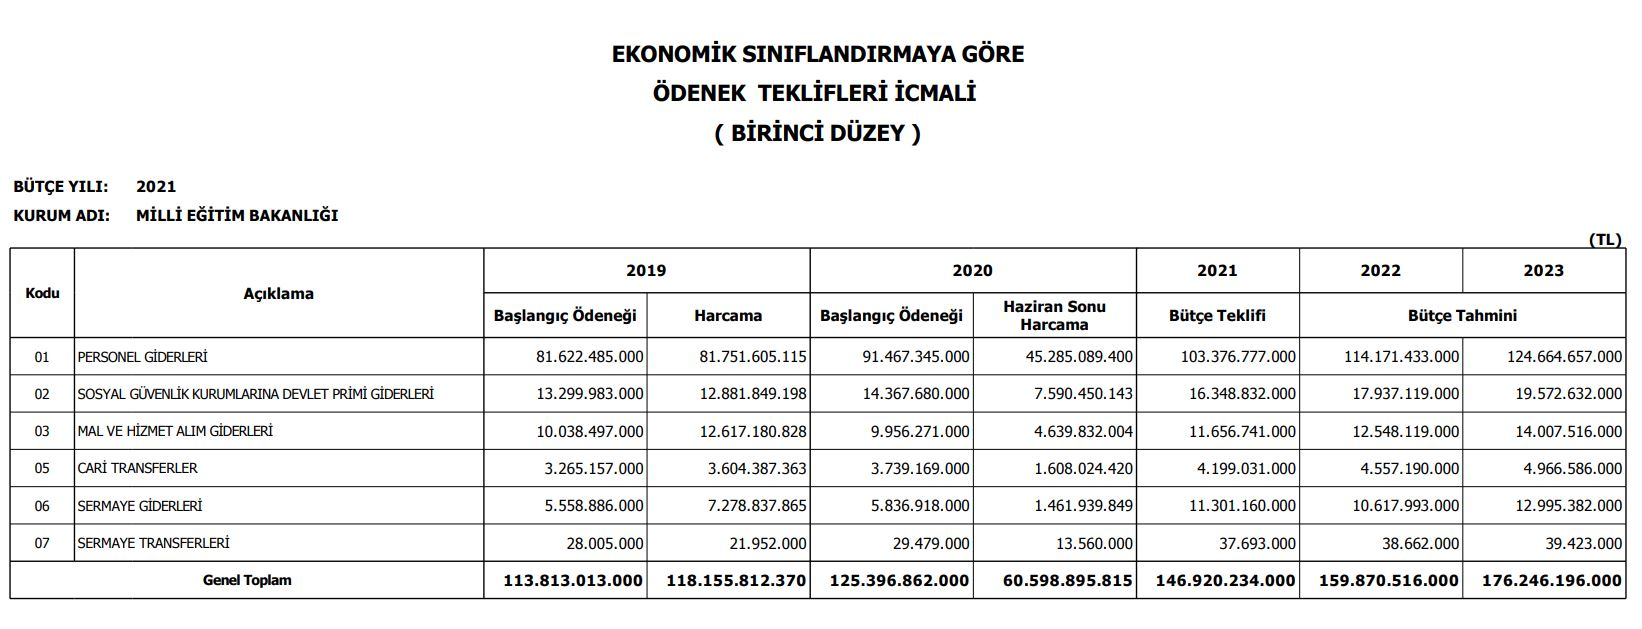 EKONOMİK SINIFLANDIRMAYA GÖRE
ÖDENEK TEKLİFLERİ İCMALİ
( BİRİNCİ DÜZEY )
BÜTÇE YILI: 2021
KURUM ADI: MİLLİ EĞİTİM BAKANLIĞI
(TL)
Kodu Açıklama 2019 2020 2021 2022 2023
Başlangıç Ödeneği Harcama Başlangıç Ödeneği Haziran Sonu Harcama Bütçe Teklifi Bütçe Tahmini
01 PERSONEL GİDERLERİ 81.622.485.000 81.751.605.115 91.467.345.000 45.285.089.400 103.376.777.000 114.171.433.000 124.664.657.000
02 SOSYAL GÜVENLİK KURUMLARINA DEVLET PRİMİ GİDERLERİ 13.299.983.000 12.881.849.198 14.367.680.000 7.590.450.143 16.348.832.000 17.937.119.000 19.572.632.000
03 MAL VE HİZMET ALIM GİDERLERİ 10.038.497.000 12.617.180.828 9.956.271.000 4.639.832.004 11.656.741.000 12.548.119.000 14.007.516.000
05 CARİ TRANSFERLER 3.265.157.000 3.604.387.363 3.739.169.000 1.608.024.420 4.199.031.000 4.557.190.000 4.966.586.000
06 SERMAYE GİDERLERİ 5.558.886.000 7.278.837.865 5.836.918.000 1.461.939.849 11.301.160.000 10.617.993.000 12.995.382.000
07 SERMAYE TRANSFERLERİ 28.005.000 21.952.000 29.479.000 13.560.000 37.693.000 38.662.000 39.423.000
Genel Toplam 113.813.013.000 118.155.812.370 125.396.862.000 60.598.895.815 146.920.234.000 159.870.516.000 176.246.196.000